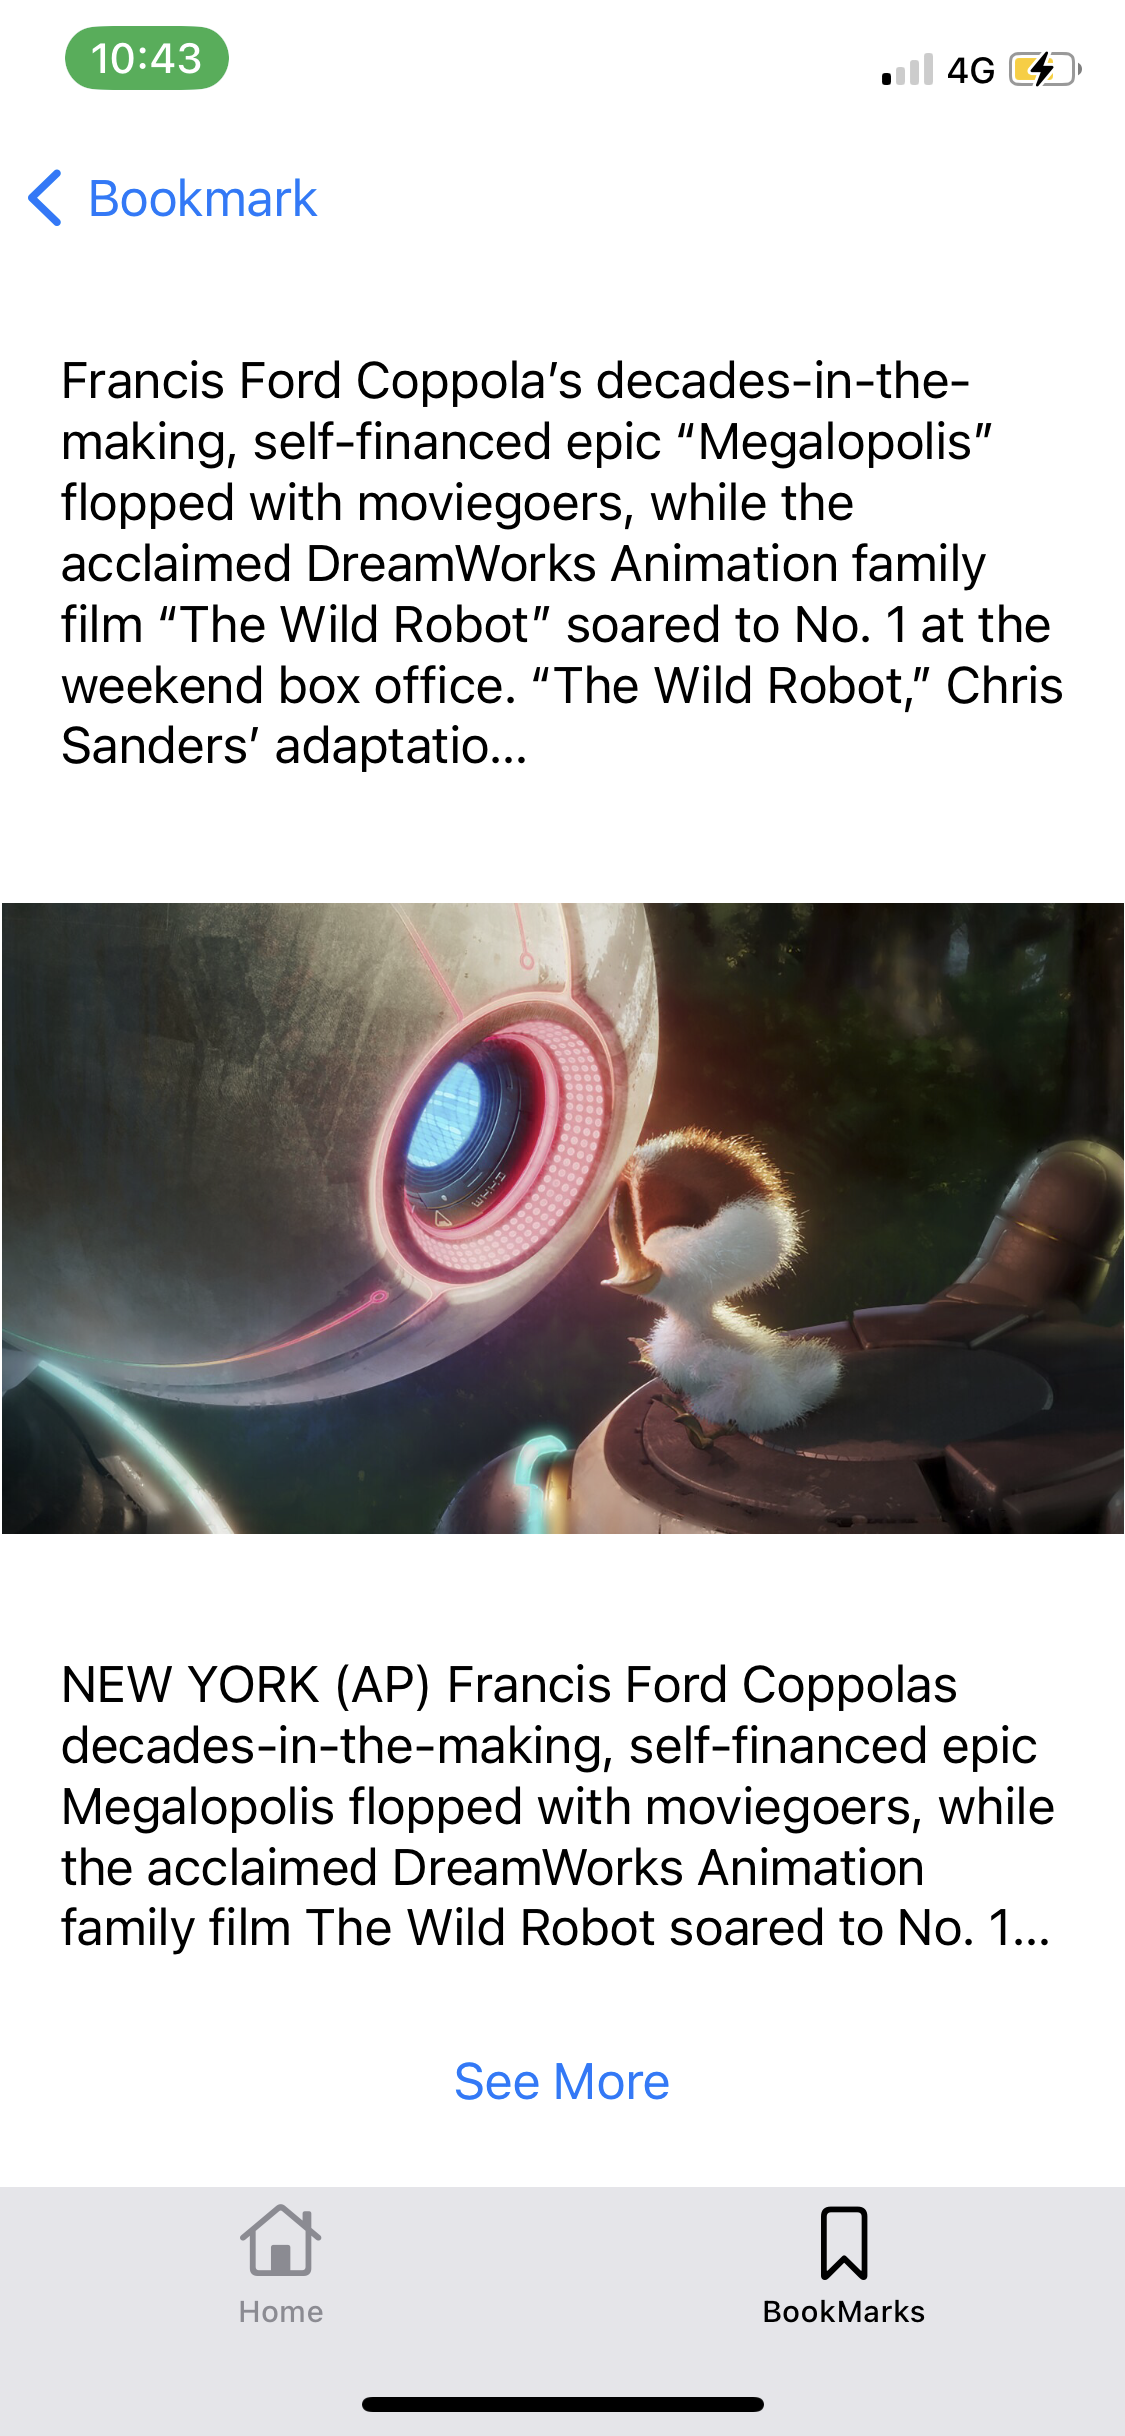 10:43
4G
Bookmark
Francis Ford Coppola’s decades-in-the-
making, self-financed epic “Megalopolis”
flopped with moviegoers, while the
acclaimed DreamWorks Animation family
film “The Wild Robot” soared to No. 1 at the
weekend box office. “The Wild Robot,” Chris
Sanders’ adaptatio...
NEW YORK (AP) Francis Ford Coppolas
decades-in-the-making, self-financed epic
Megalopolis flopped with moviegoers, while
the acclaimed DreamWorks Animation
family film The Wild Robot soared to No. 1...
See More
Home
BookMarks